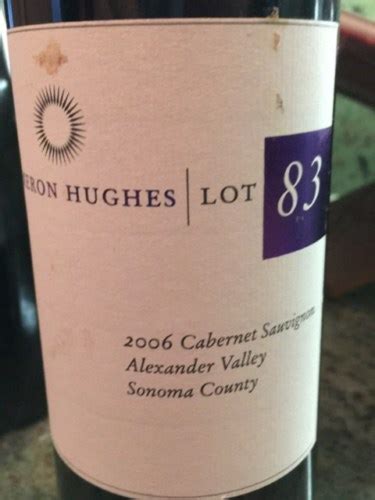 ERON HUGHES | LOT 83
2006 Cabernet Sauvignon
Alexander Valley
Sonoma County